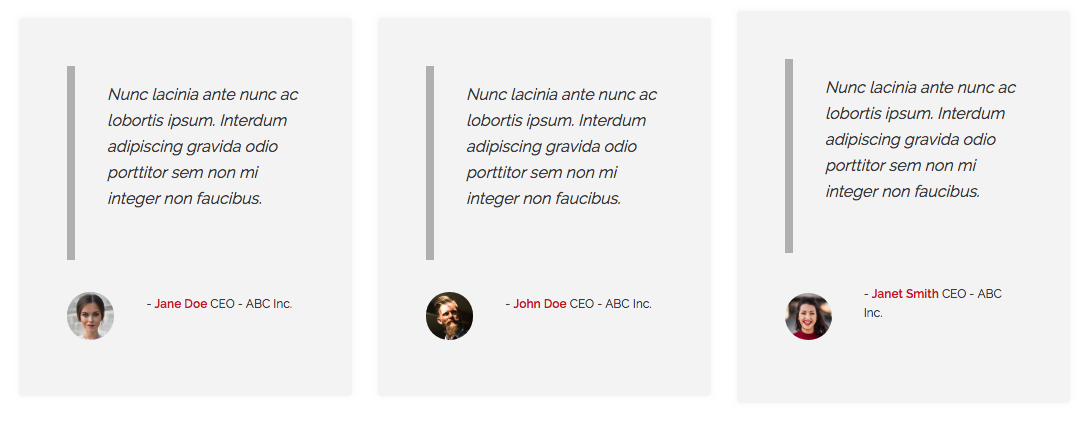 Nunc lacinia ante nunc ac
lobortis ipsum. Interdum
adipiscing gravida odio
porttitor sem non mi
integer non faucibus.
- Jane Doe CEO - ABC Inc.
Nunc lacinia ante nunc ac
lobortis ipsum. Interdum
adipiscing gravida odio
porttitor sem non mi
integer non faucibus.
- John Doe CEO - ABC Inc.
Nunc lacinia ante nunc ac
lobortis ipsum. Interdum
adipiscing gravida odio
porttitor sem non mi
integer non faucibus.
- Janet Smith CEO - ABC
Inc.